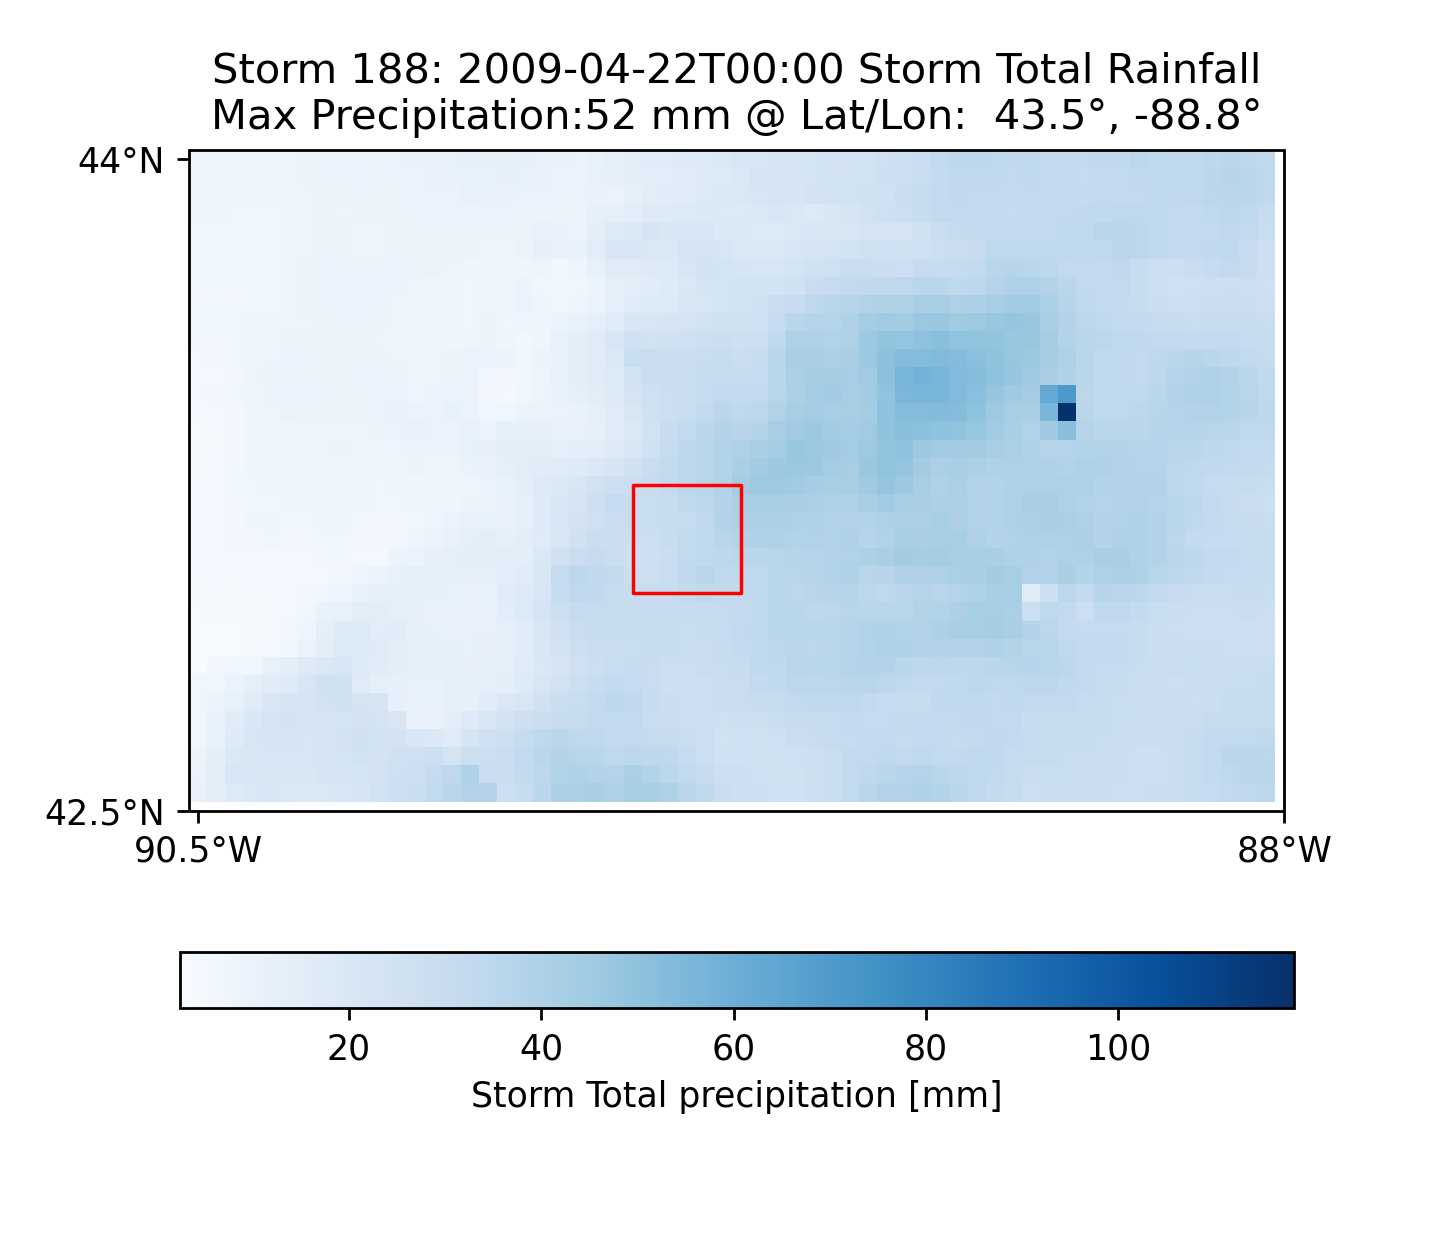 Storm 188: 2009-04-22T00:00 Storm Total Rainfall
Max Precipitation:52 mm @ Lat/Lon:  43.5°, -88.8°
44°N
42.5°N
90.5°W 88°W
20 40 60 80 100
Storm Total precipitation [mm]